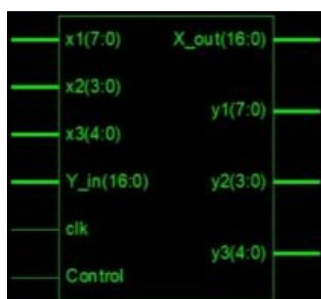 x1(7:0) X_out(16:0)
x2(3:0)
y1(7:0)
x3(4:0)
Y_in(16:0) y2(3:0)
clk
y3(4:0)
Control